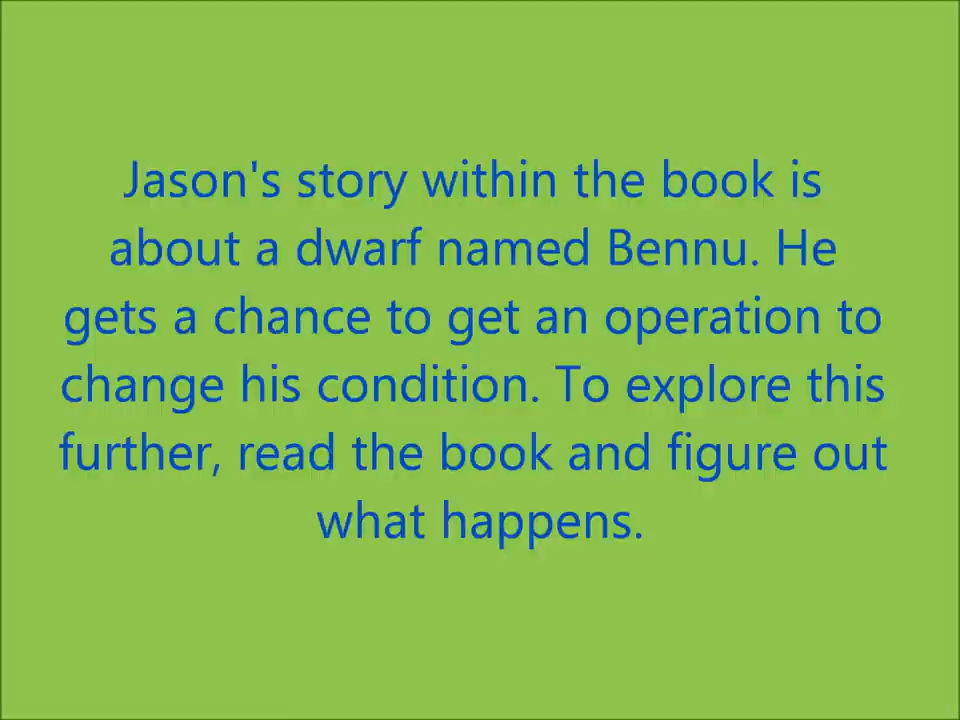 Jason's story within the book is
about a dwarf named Bennu. He
gets a chance to get an operation to
change his condition. To explore this
further, read the book and figure out
what happens.